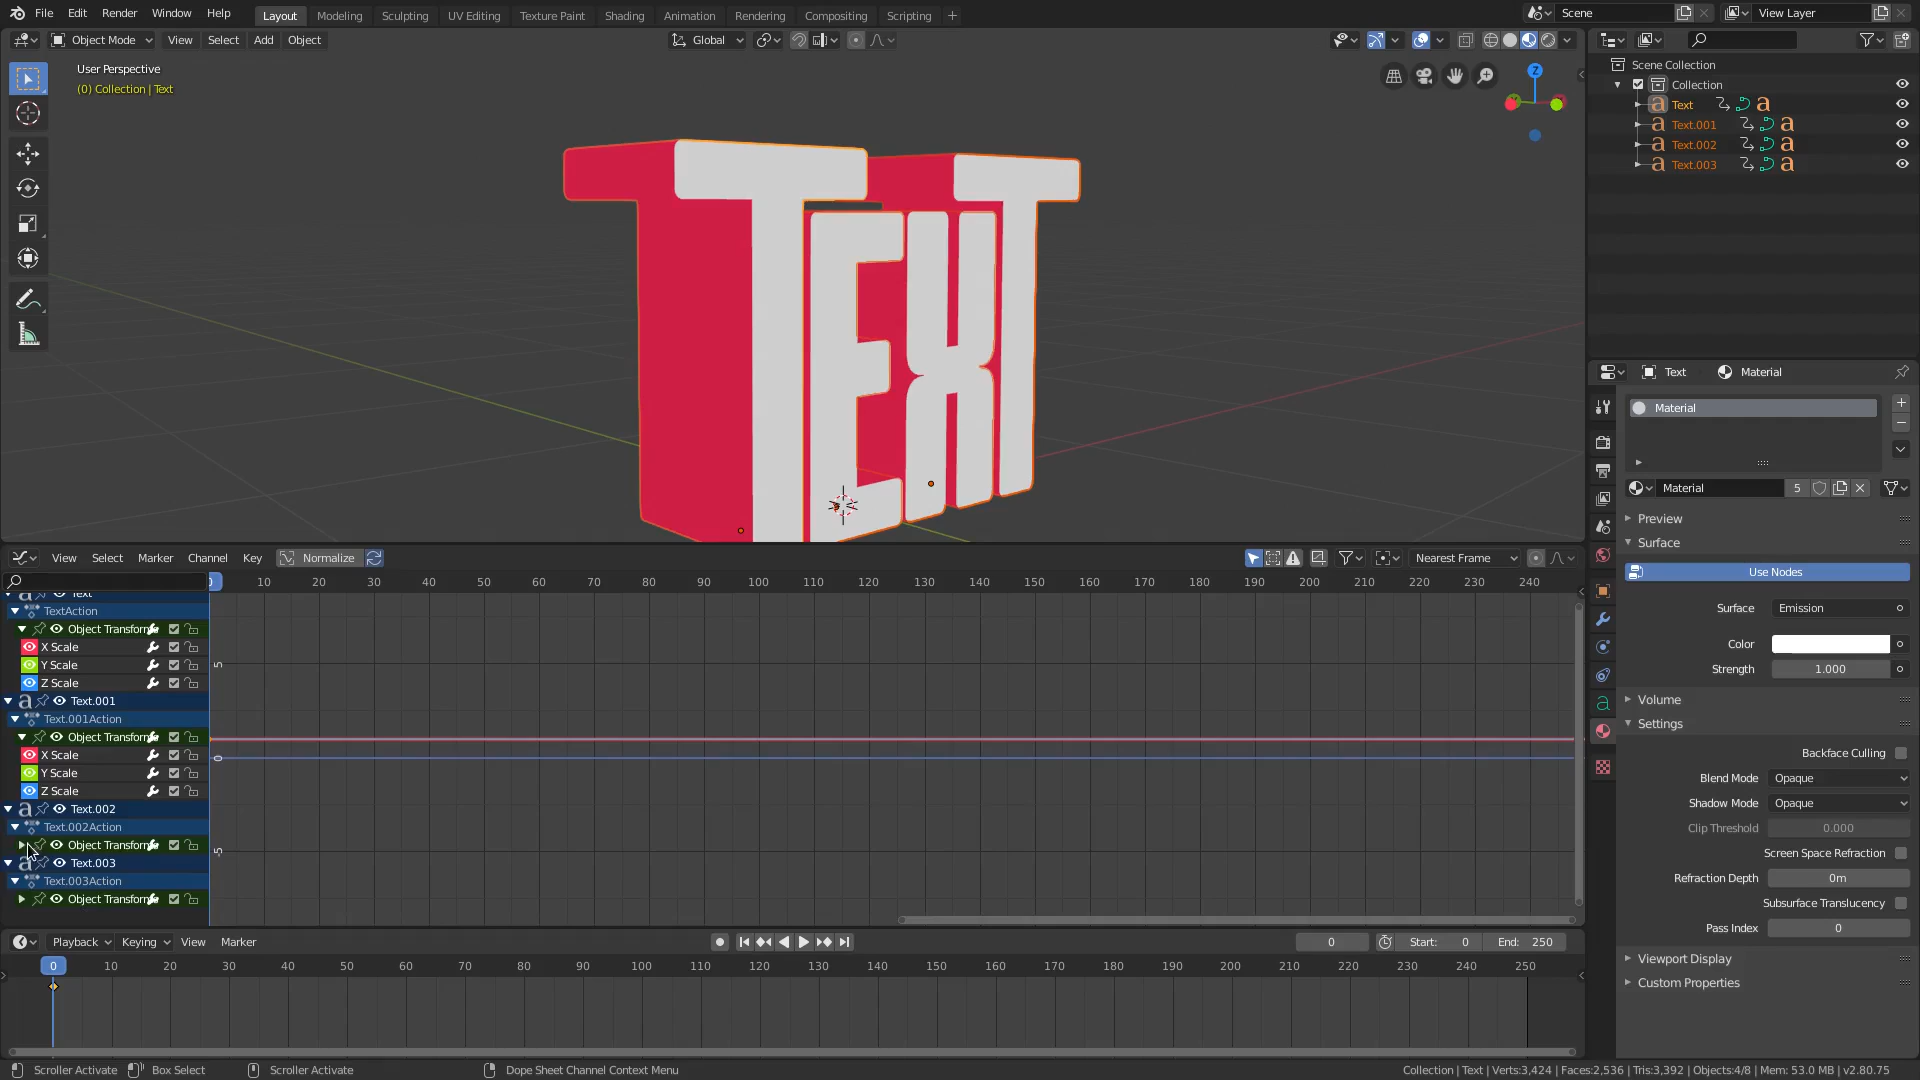 File Edit Render Window Help Layout Modeling Sculpting UV Editing Texture Paint Shading Animation Rendering Compositing Scripting + Scene View Layer
Object Mode View Select Add Object Global
User Perspective
(0) Collection | Text
Z
TEXT
Scene Collection
Collection
Text
Text.001
Text.002
Text.003
Text Material
Material
Material 5
Preview
Surface
Use Nodes
Surface Emission
Color
Strength 1.000
Volume
Settings
Backface Culling
Blend Mode Opaque
Shadow Mode Opaque
Clip Threshold 0.000
Screen Space Refraction
Refraction Depth 0m
Subsurface Translucency
Pass Index 0
Viewport Display
Custom Properties
View Select Marker Channel Key Normalize Nearest Frame
0 10 20 30 40 50 60 70 80 90 100 110 120 130 140 150 160 170 180 190 200 210 220 230 240
Text
TextAction
Object Transform
X Scale
Y Scale
Z Scale
Text.001
Text.001Action
Object Transform
X Scale
Y Scale
Z Scale
Text.002
Text.002Action
Object Transform
Text.003
Text.003Action
Object Transform
5
0
-5
Playback Keying View Marker 0 Start: 0 End: 250
0 10 20 30 40 50 60 70 80 90 100 110 120 130 140 150 160 170 180 190 200 210 220 230 240 250
Scroller Activate Box Select Scroller Activate Dope Sheet Channel Context Menu Collection | Text | Verts:3,424 | Faces:2,536 | Tris:3,392 | Objects:4/8 | Mem: 53.0 MB | v2.80.75